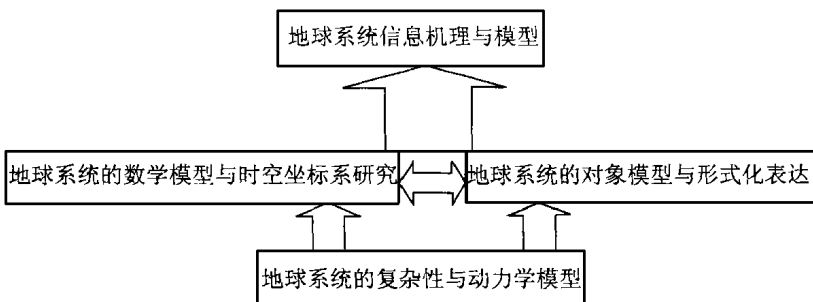 地球系统信息机理与模型
地球系统的数学模型与时空坐标系研究
地球系统的对象模型与形式化表达
地球系统的复杂性与动力学模型